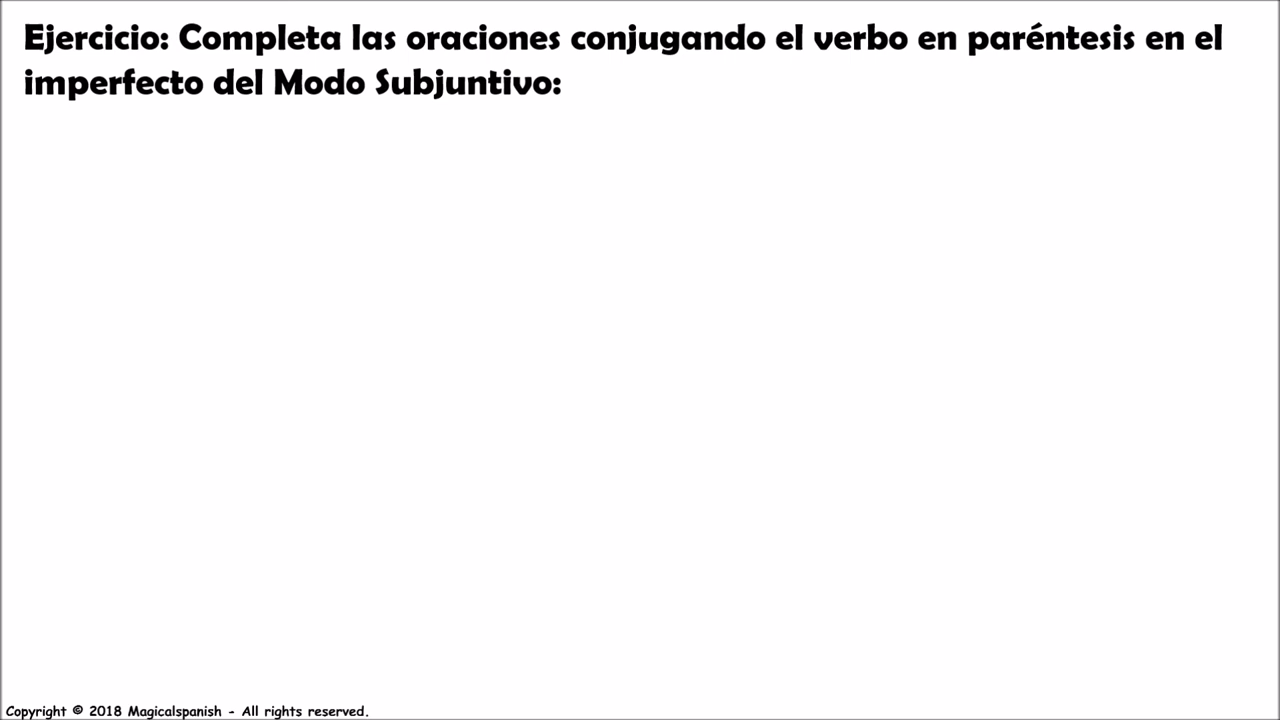 Ejercicio: Completa las oraciones conjugando el verbo en paréntesis en el
imperfecto del Modo Subjuntivo:
Copyright © 2018 Magicalspanish - All rights reserved.